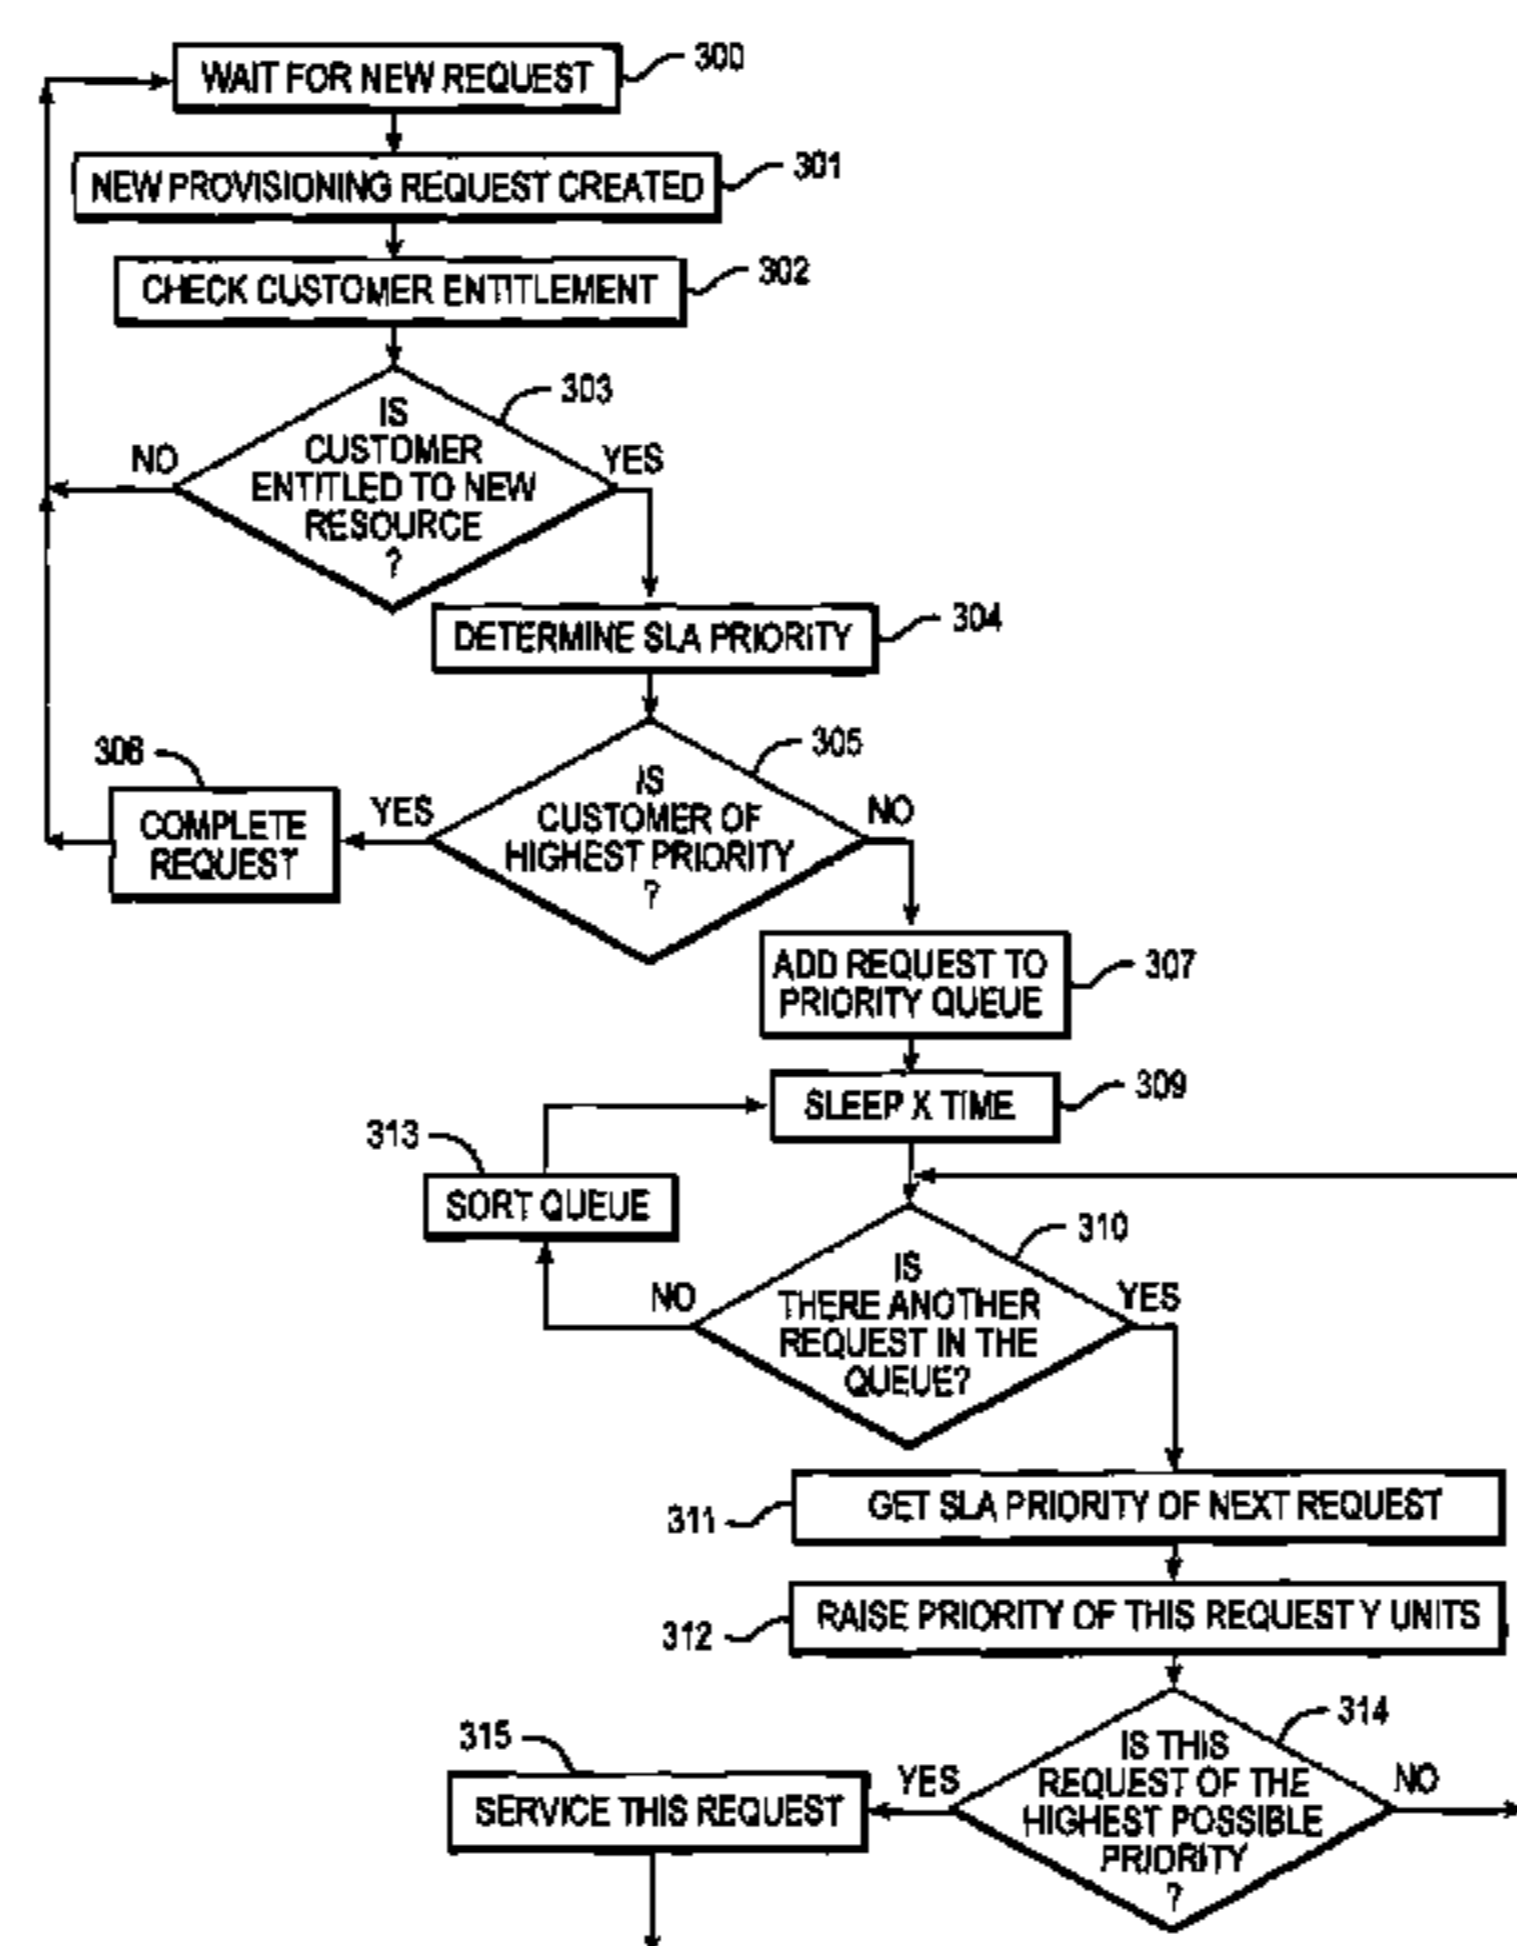 WAIT FOR NEW REQUEST
300
NEW PROVISIONING REQUEST CREATED
301
CHECK CUSTOMER ENTITLEMENT
302
303
IS
CUSTOMER
ENTITLED TO NEW
RESOURCE
?
NO
YES
DETERMINE SLA PRIORITY
304
305
IS
CUSTOMER OF
HIGHEST PRIORITY
?
YES
NO
306
COMPLETE
REQUEST
ADD REQUEST TO
PRIORITY QUEUE
307
SLEEP X TIME
309
313
SORT QUEUE
310
IS
THERE ANOTHER
REQUEST IN THE
QUEUE?
NO
YES
311
GET SLA PRIORITY OF NEXT REQUEST
312
RAISE PRIORITY OF THIS REQUEST Y UNITS
314
IS THIS
REQUEST OF THE
HIGHEST POSSIBLE
PRIORITY
?
YES
NO
315
SERVICE THIS REQUEST